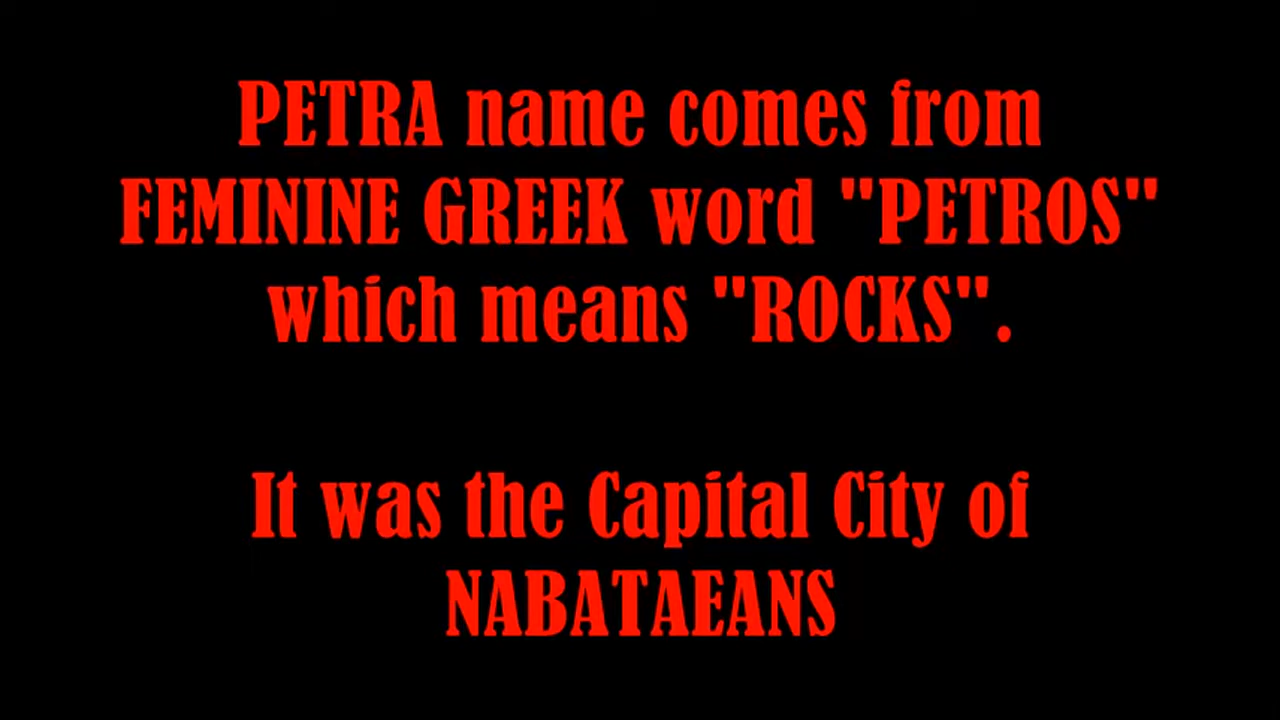 PETRA name comes from
FEMININE GREEK word "PETROS"
which means "ROCKS".
It was the Capital City of
NABATAEANS